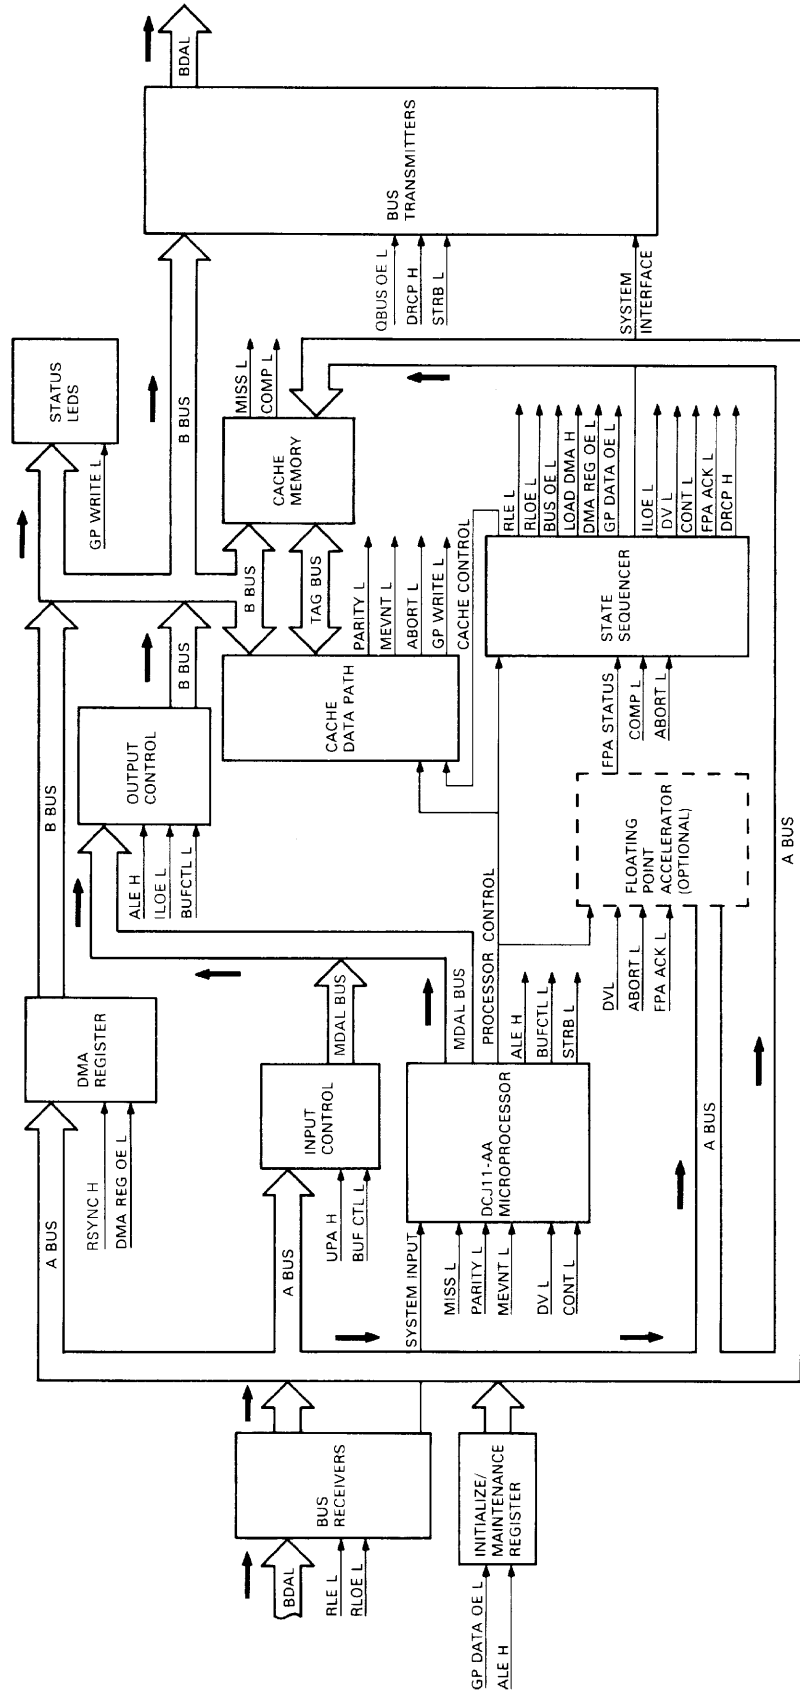 BDAL
BUS
TRANSMITTERS
QBUS OE L
DRCP H
STRB L
SYSTEM
INTERFACE
STATUS
LEDS
GP WRITE L
B BUS
MISS L
COMP L
CACHE
MEMORY
B BUS
TAG BUS
B BUS
B BUS
OUTPUT
CONTROL
ALE H
ILOE L
BUFCTL L
CACHE
DATA PATH
PARITY L
MEVNT L
ABORT L
GP WRITE L
CACHE CONTROL
RLE L
RLOE L
BUS OE L
LOAD DMA H
DMA REG OE L
GP DATA OE L
ILOE L
DV L
CONT L
FPA ACK L
DRCP H
STATE
SEQUENCER
FPA STATUS
COMP L
ABORT L
FLOATING
POINT
ACCELERATOR
(OPTIONAL)
DVL
ABORT L
FPA ACK L
A BUS
A BUS
DMA
REGISTER
RSYNC H
DMA REG OE L
A BUS
MDAL BUS
INPUT
CONTROL
UPA H
BUF CTL L
A BUS
MDAL BUS
PROCESSOR CONTROL
ALE H
BUFCTL L
STRB L
DCJ11-AA
MICROPROCESSOR
SYSTEM INPUT
MISS L
PARITY L
MEVNT L
DV L
CONT L
BUS
RECEIVERS
BDAL
RLE L
RLOE L
INITIALIZE/
MAINTENANCE
REGISTER
GP DATA OE L
ALE H